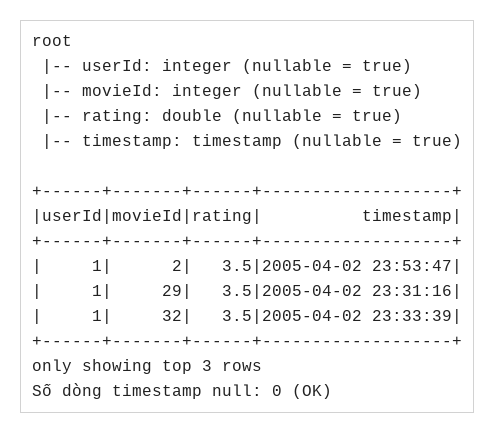 root
 |-- userId: integer (nullable = true)
 |-- movieId: integer (nullable = true)
 |-- rating: double (nullable = true)
 |-- timestamp: timestamp (nullable = true)

+------+-------+------+-------------------+
|userId|movieId|rating|          timestamp|
+------+-------+------+-------------------+
|     1|      2|   3.5|2005-04-02 23:53:47|
|     1|     29|   3.5|2005-04-02 23:31:16|
|     1|     32|   3.5|2005-04-02 23:33:39|
+------+-------+------+-------------------+
only showing top 3 rows
Số dòng timestamp null: 0 (OK)